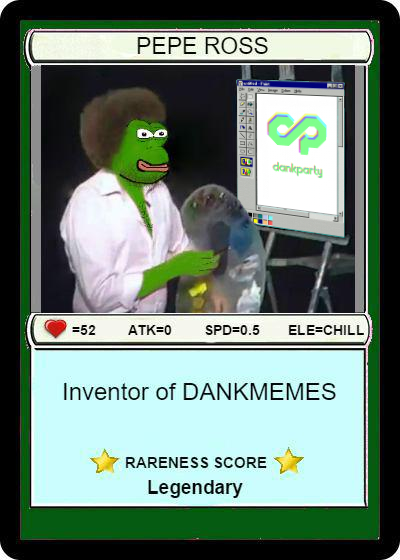 PEPE ROSS
dankparty
=52 ATK=0 SPD=0.5 ELE=CHILL
Inventor of DANKMEMES
RARENESS SCORE
Legendary